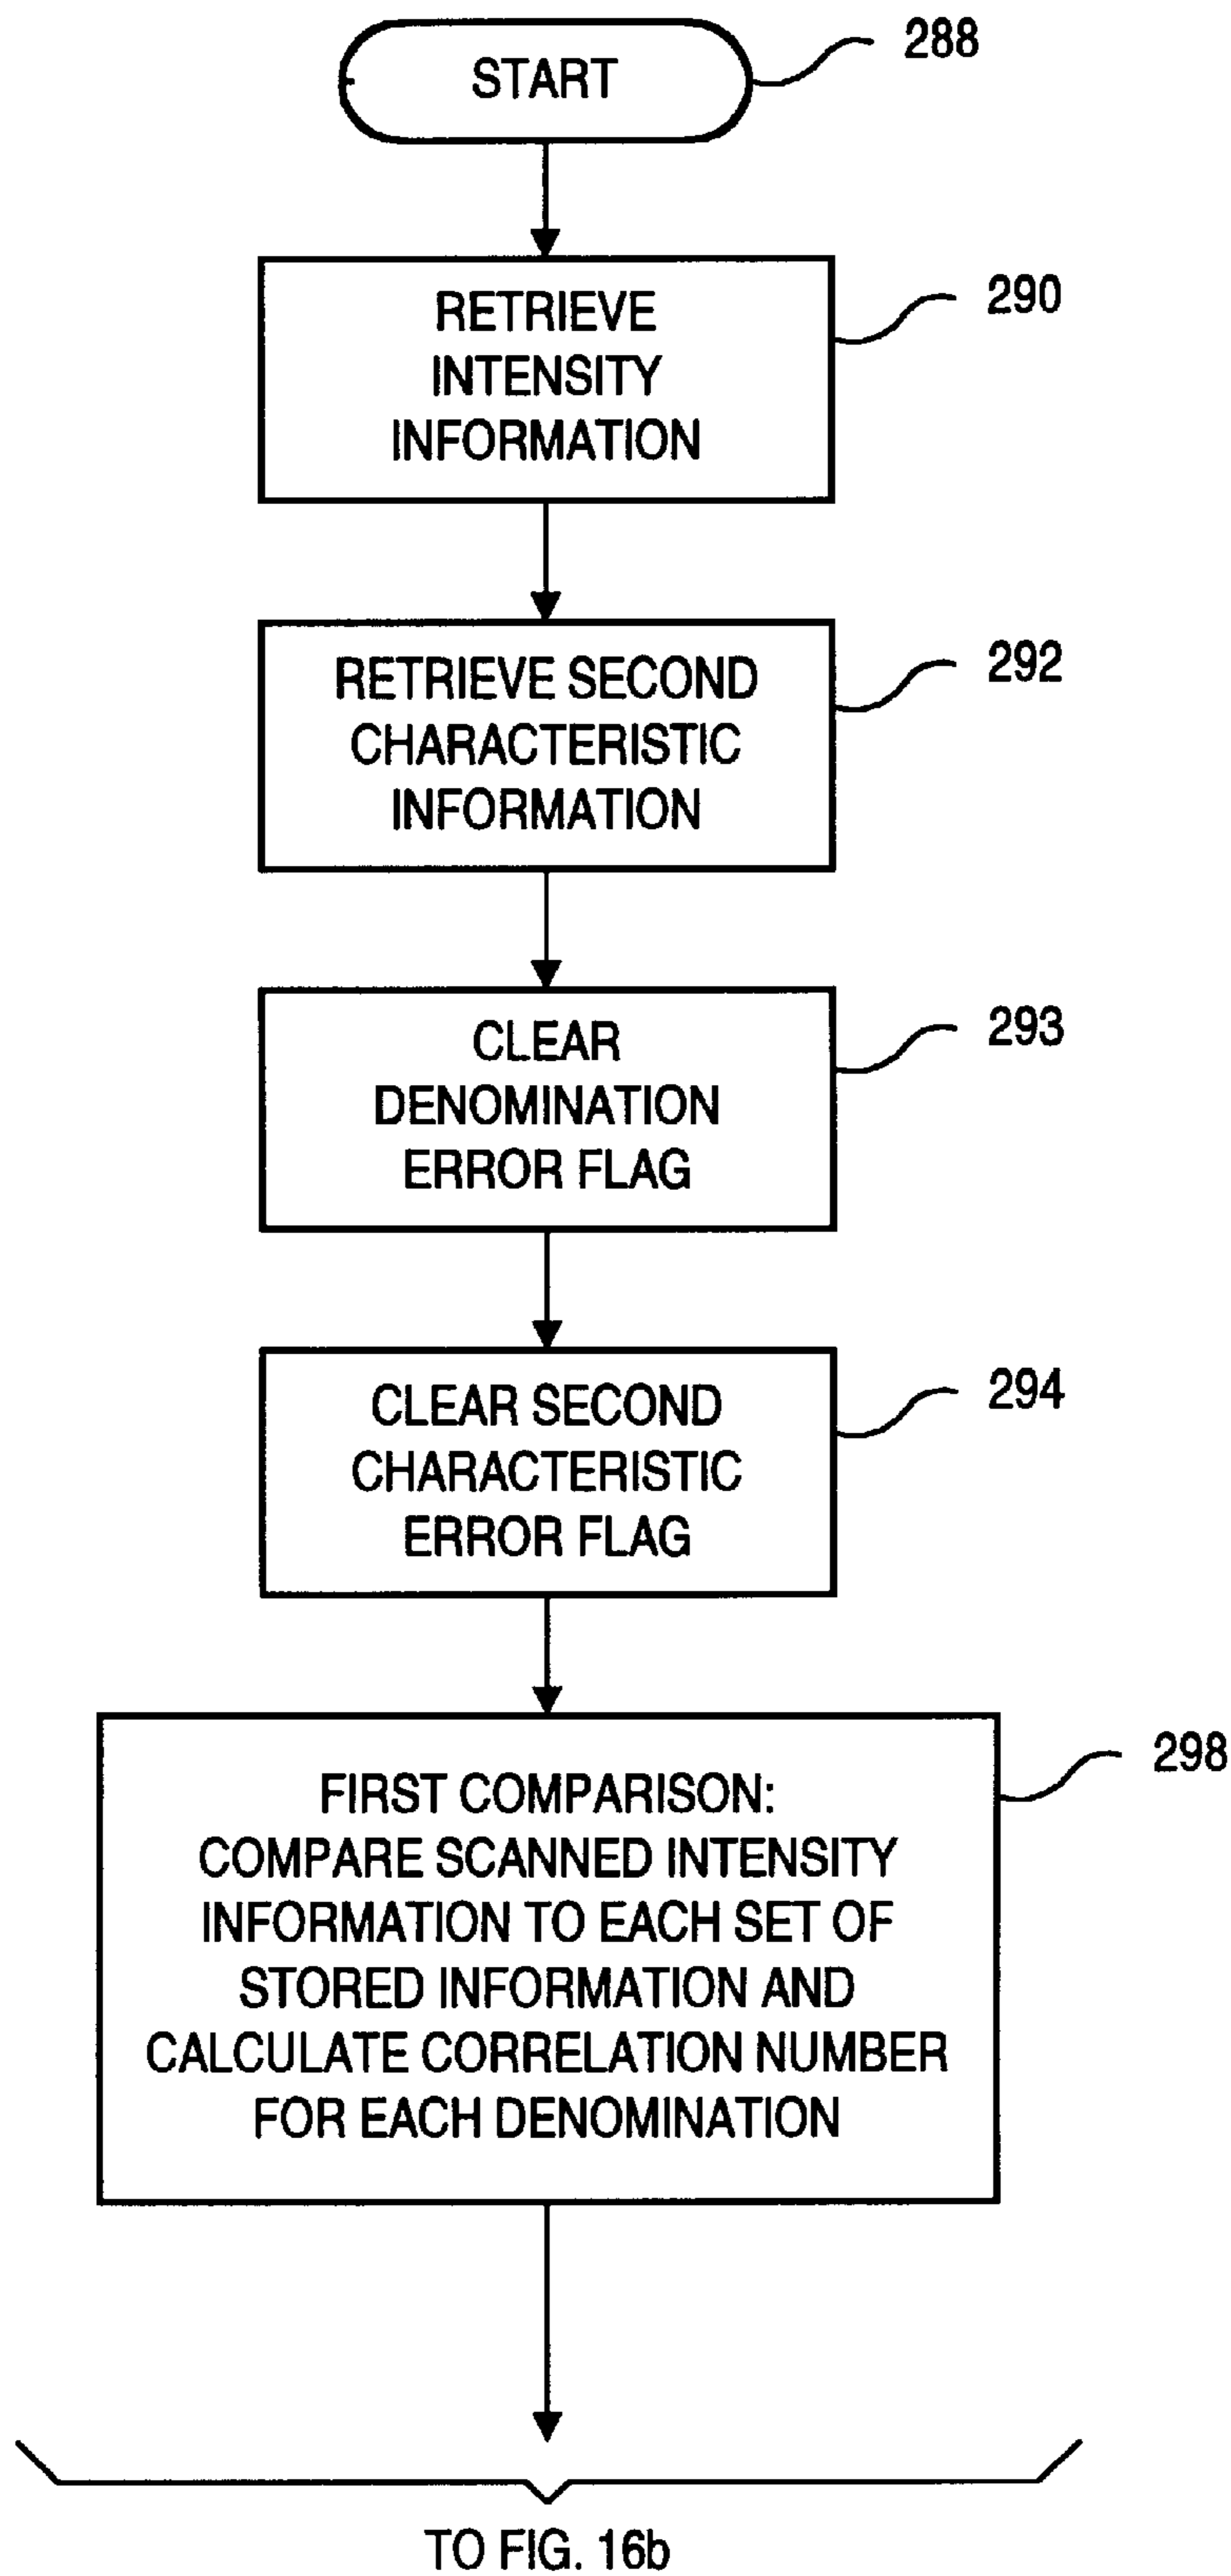 START
288
RETRIEVE
INTENSITY
INFORMATION
290
RETRIEVE SECOND
CHARACTERISTIC
INFORMATION
292
CLEAR
DENOMINATION
ERROR FLAG
293
CLEAR SECOND
CHARACTERISTIC
ERROR FLAG
294
FIRST COMPARISON:
COMPARE SCANNED INTENSITY
INFORMATION TO EACH SET OF
STORED INFORMATION AND
CALCULATE CORRELATION NUMBER
FOR EACH DENOMINATION
298
TO FIG. 16b